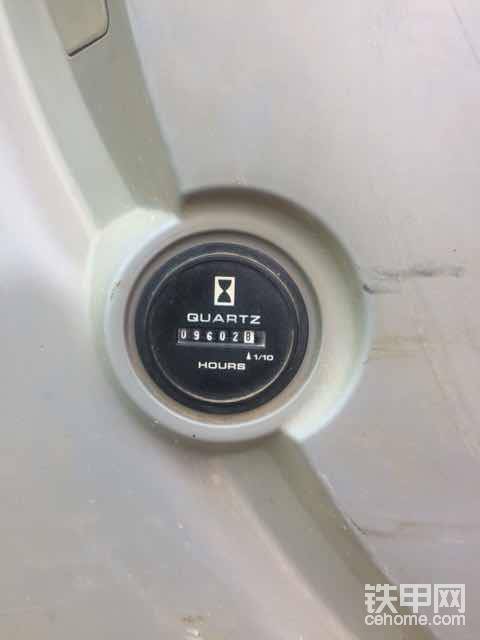 QUARTZ
096028
1/10
HOURS
铁甲网
cehome.com